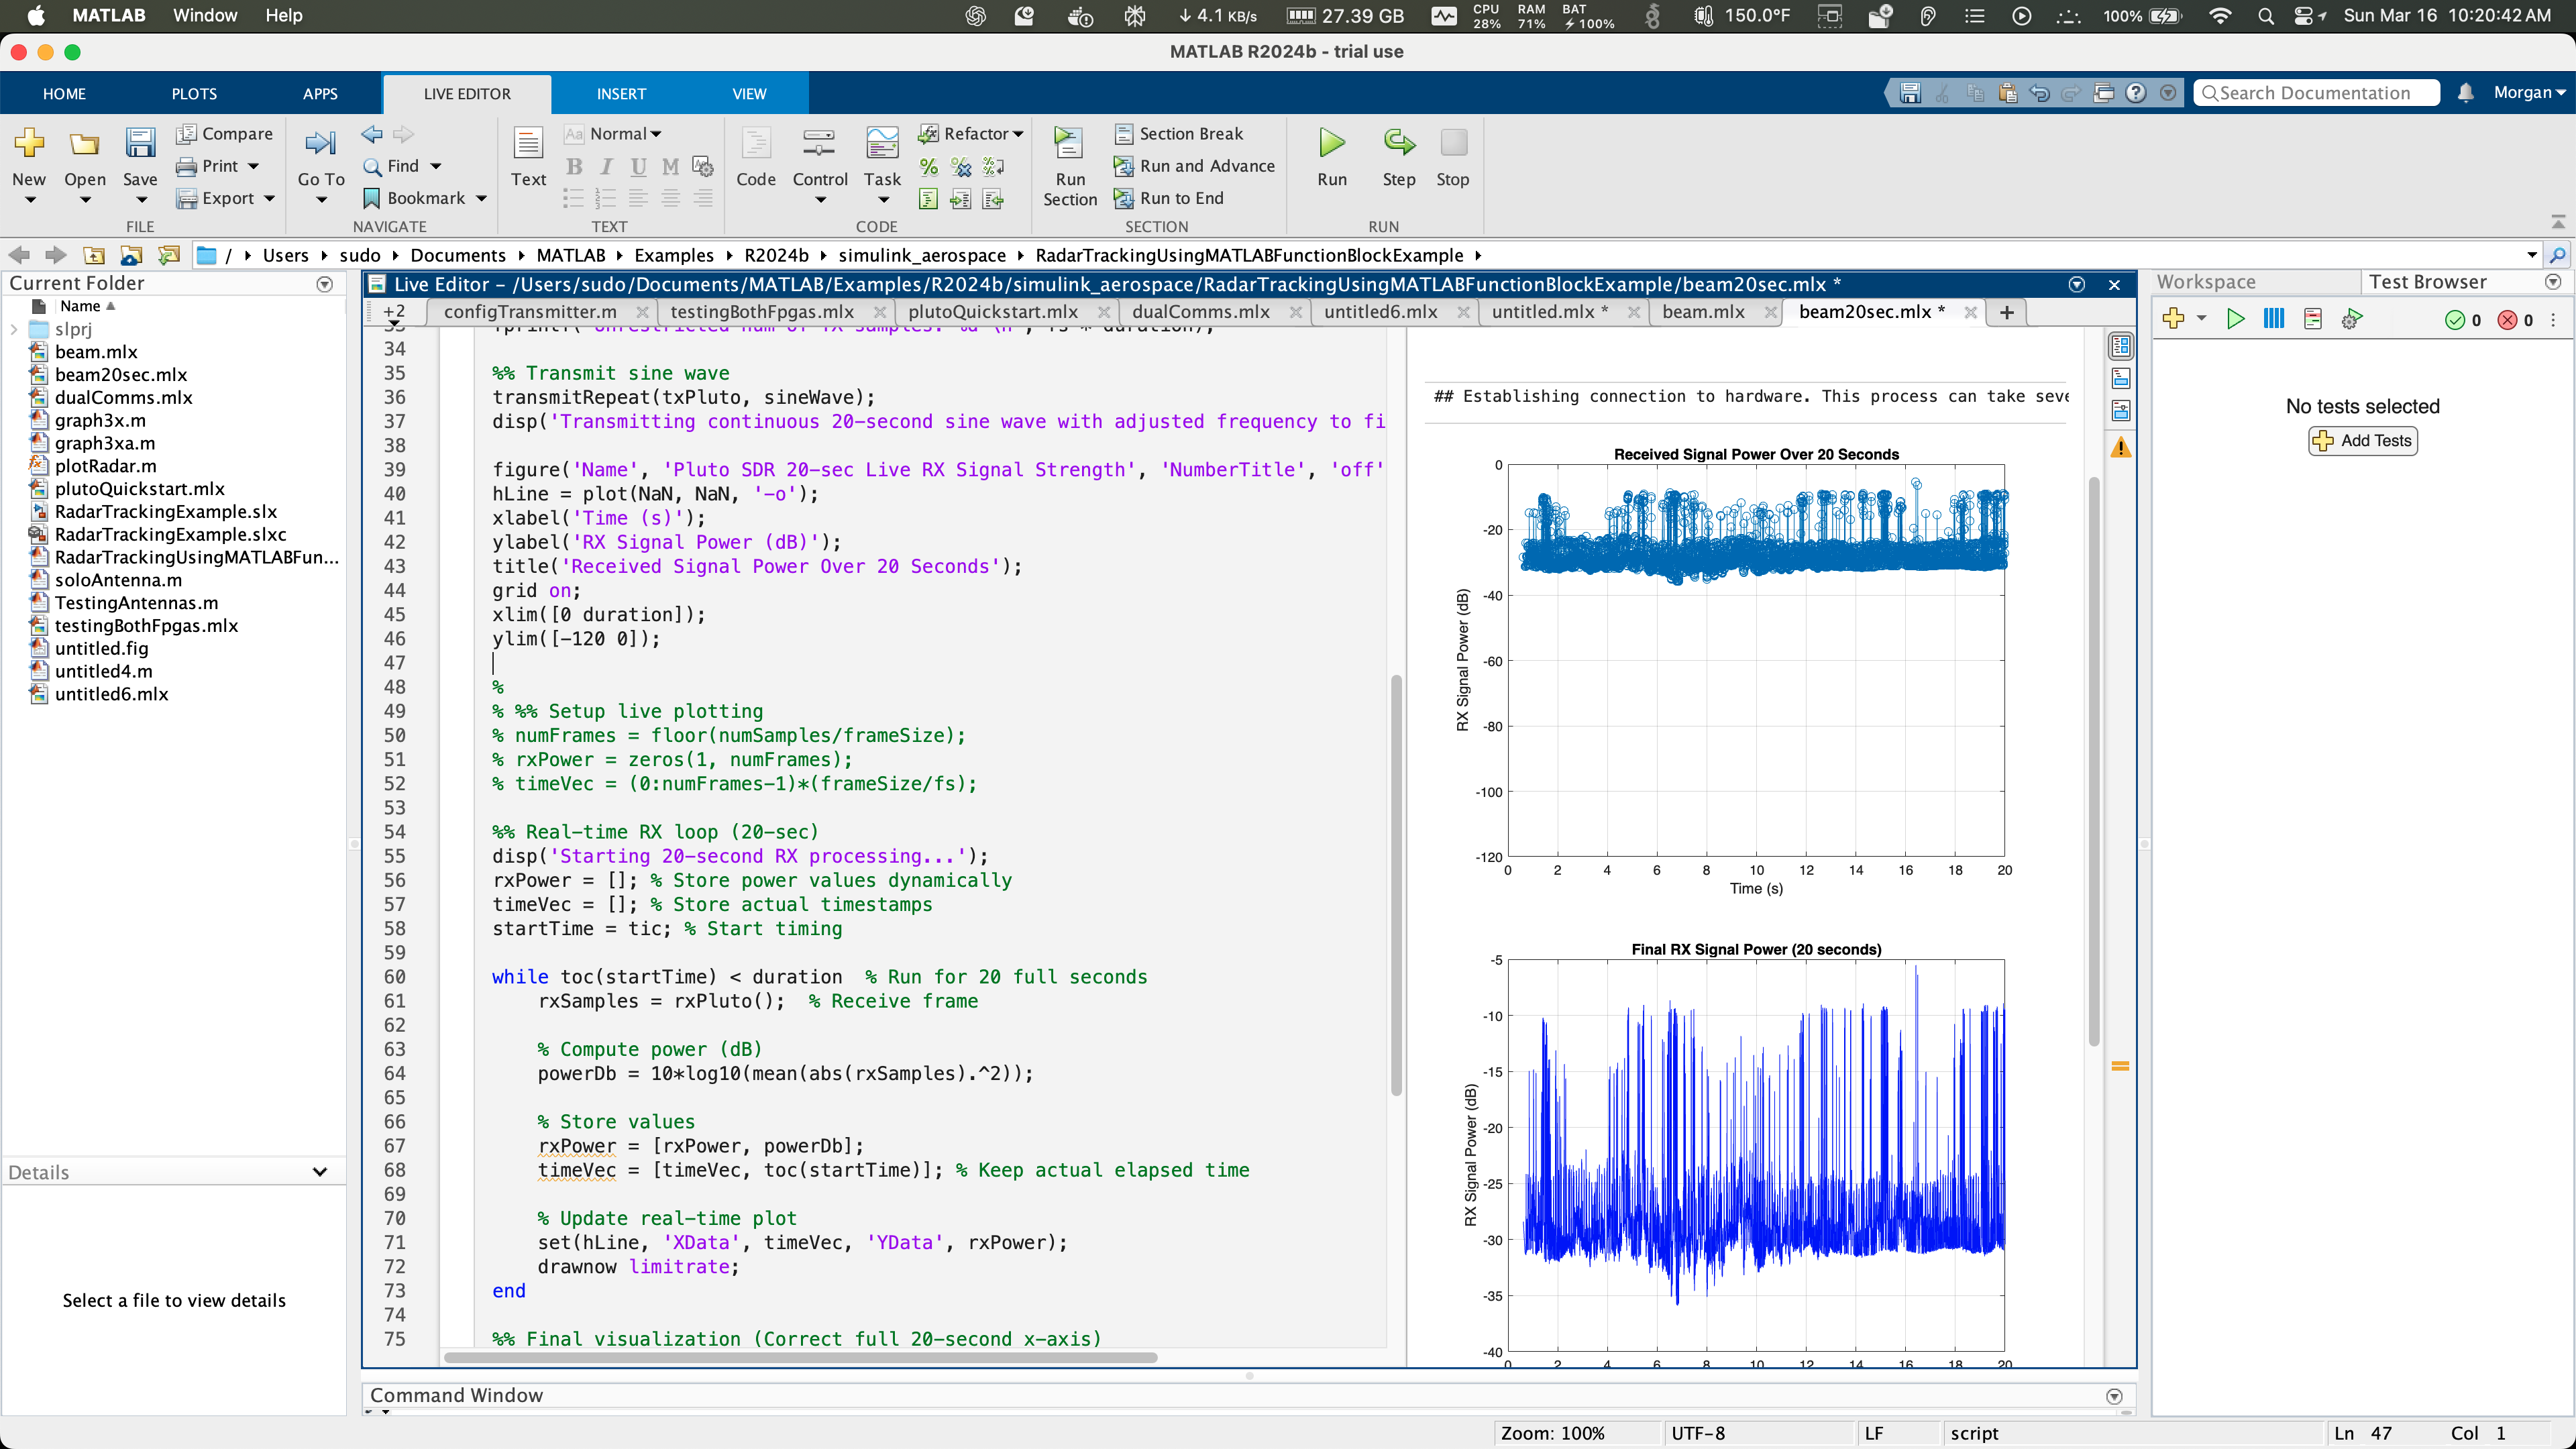 MATLAB Window Help
↓ 4.1 KB/s 27.39 GB CPU 28% RAM 71% BAT 100% 150.0°F 100% Sun Mar 16 10:20:42 AM
MATLAB R2024b - trial use
HOME PLOTS APPS LIVE EDITOR INSERT VIEW
Search Documentation Morgan
New Open Save Compare Print Export
FILE
Go To Find Bookmark
NAVIGATE
Text Aa Normal B I U M
TEXT
Code Control Task Refactor
CODE
Run Section Section Break Run and Advance Run to End
SECTION
Run Step Stop
RUN
/ Users sudo Documents MATLAB Examples R2024b simulink_aerospace RadarTrackingUsingMATLABFunctionBlockExample
Current Folder
Name
slprj
beam.mlx
beam20sec.mlx
dualComms.mlx
graph3x.m
graph3xa.m
plotRadar.m
plutoQuickstart.mlx
RadarTrackingExample.slx
RadarTrackingExample.slxc
RadarTrackingUsingMATLABFun...
soloAntenna.m
TestingAntennas.m
testingBothFpgas.mlx
untitled.fig
untitled4.m
untitled6.mlx
Details
Select a file to view details
Live Editor - /Users/sudo/Documents/MATLAB/Examples/R2024b/simulink_aerospace/RadarTrackingUsingMATLABFunctionBlockExample/beam20sec.mlx *
+2 configTransmitter.m testingBothFpgas.mlx plutoQuickstart.mlx dualComms.mlx untitled6.mlx untitled.mlx * beam.mlx beam20sec.mlx * +
34
35 %% Transmit sine wave
36 transmitRepeat(txPluto, sineWave);
37 disp('Transmitting continuous 20-second sine wave with adjusted frequency to fi
38
39 figure('Name', 'Pluto SDR 20-sec Live RX Signal Strength', 'NumberTitle', 'off'
40 hLine = plot(NaN, NaN, '-o');
41 xlabel('Time (s)');
42 ylabel('RX Signal Power (dB)');
43 title('Received Signal Power Over 20 Seconds');
44 grid on;
45 xlim([0 duration]);
46 ylim([-120 0]);
47
48 %
49 % %% Setup live plotting
50 % numFrames = floor(numSamples/frameSize);
51 % rxPower = zeros(1, numFrames);
52 % timeVec = (0:numFrames-1)*(frameSize/fs);
53
54 %% Real-time RX loop (20-sec)
55 disp('Starting 20-second RX processing...');
56 rxPower = []; % Store power values dynamically
57 timeVec = []; % Store actual timestamps
58 startTime = tic; % Start timing
59
60 while toc(startTime) < duration % Run for 20 full seconds
61 rxSamples = rxPluto(); % Receive frame
62
63 % Compute power (dB)
64 powerDb = 10*log10(mean(abs(rxSamples).^2));
65
66 % Store values
67 rxPower = [rxPower, powerDb];
68 timeVec = [timeVec, toc(startTime)]; % Keep actual elapsed time
69
70 % Update real-time plot
71 set(hLine, 'XData', timeVec, 'YData', rxPower);
72 drawnow limitrate;
73 end
74
75 %% Final visualization (Correct full 20-second x-axis)
## Establishing connection to hardware. This process can take seve
Received Signal Power Over 20 Seconds
RX Signal Power (dB)
0
-20
-40
-60
-80
-100
-120
0 2 4 6 8 10 12 14 16 18 20
Time (s)
Final RX Signal Power (20 seconds)
RX Signal Power (dB)
-5
-10
-15
-20
-25
-30
-35
-40
0 2 4 6 8 10 12 14 16 18 20
Workspace Test Browser
0 0
No tests selected
Add Tests
Command Window
Zoom: 100% UTF-8 LF script Ln 47 Col 1